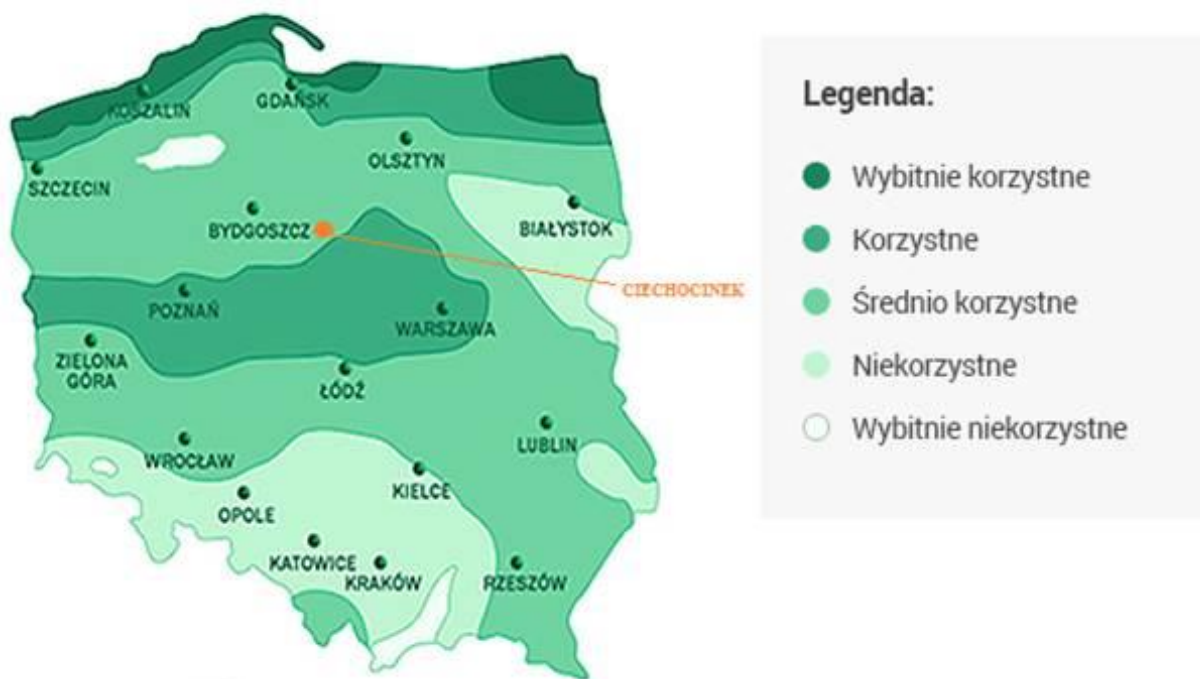 KOSZALIN
GDAŃSK
OLSZTYN
SZCZECIN
BYDGOSZCZ
BIAŁYSTOK
CIECHOCINEK
POZNAŃ
WARSZAWA
ZIELONA
GÓRA
ŁÓDŹ
WROCŁAW
LUBLIN
KIELCE
OPOLE
KATOWICE
KRAKÓW
RZESZÓW
Legenda:
Wybitnie korzystne
Korzystne
Średnio korzystne
Niekorzystne
Wybitnie niekorzystne